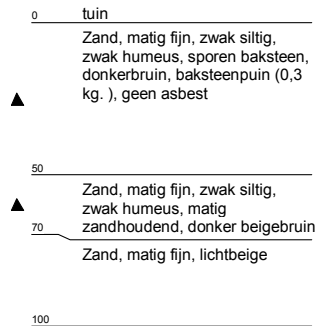 0 tuin
Zand, matig fijn, zwak siltig,
zwak humeus, sporen baksteen,
donkerbruin, baksteenpuin (0,3
kg. ), geen asbest
50
Zand, matig fijn, zwak siltig,
zwak humeus, matig
zandhoudend, donker beigebruin
70
Zand, matig fijn, lichtbeige
100